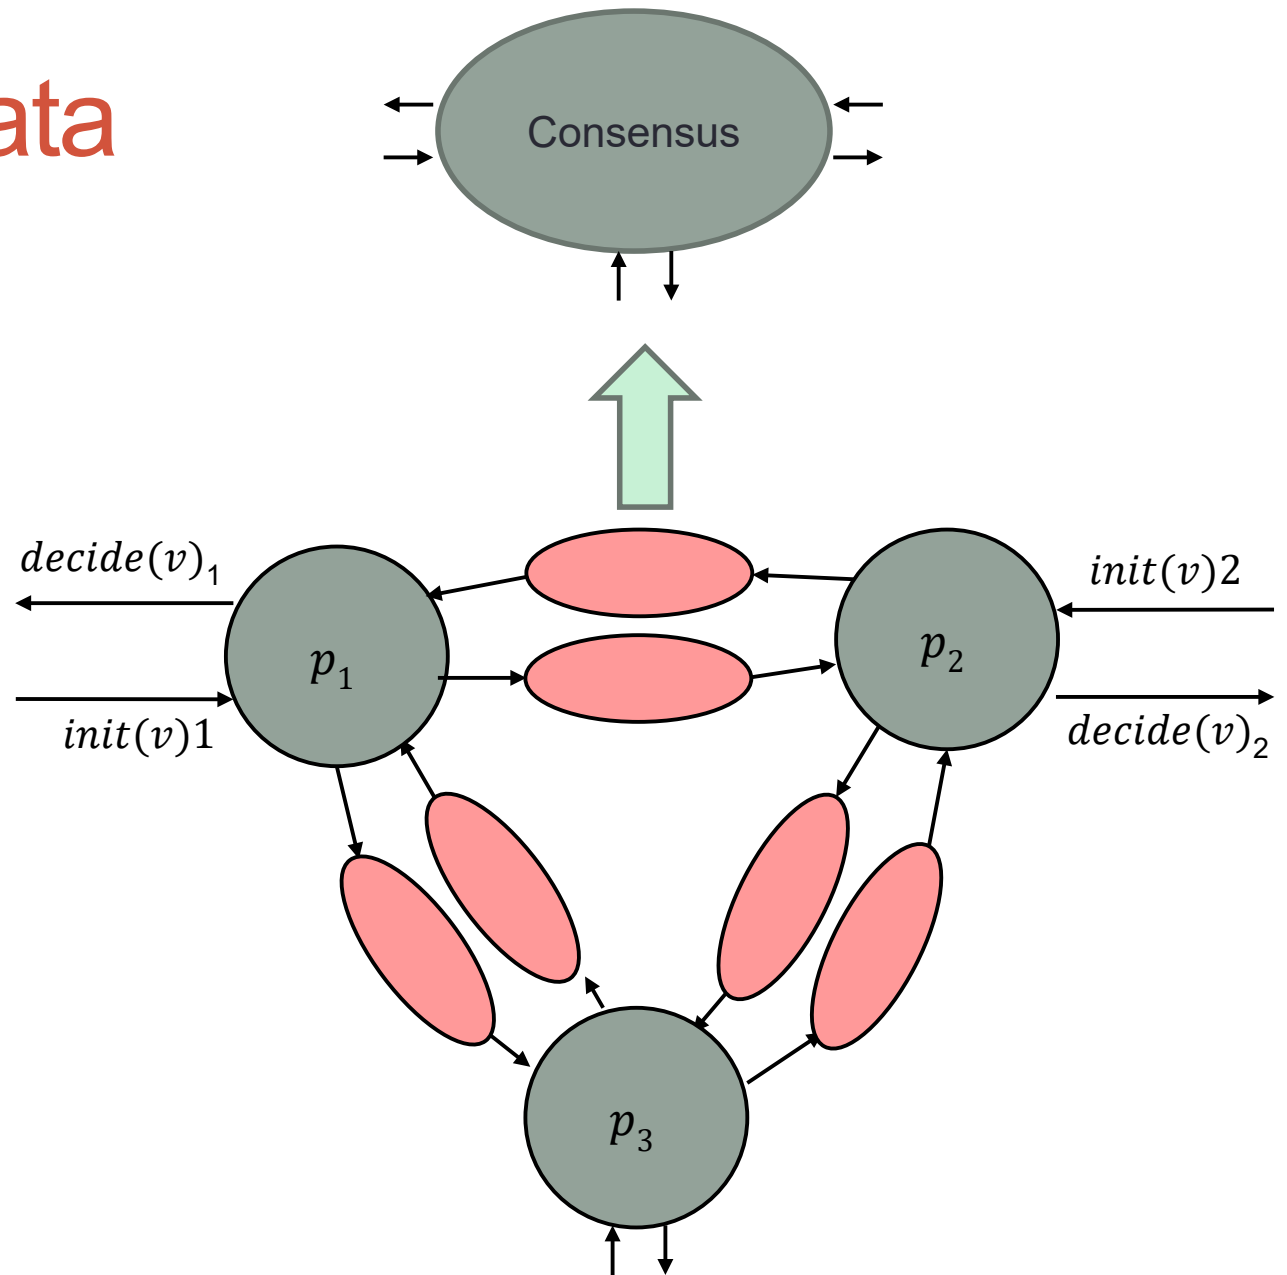 ata
Consensus
decide(v)₁
init(v)2
p₁
p₂
init(v)1
decide(v)₂
p₃